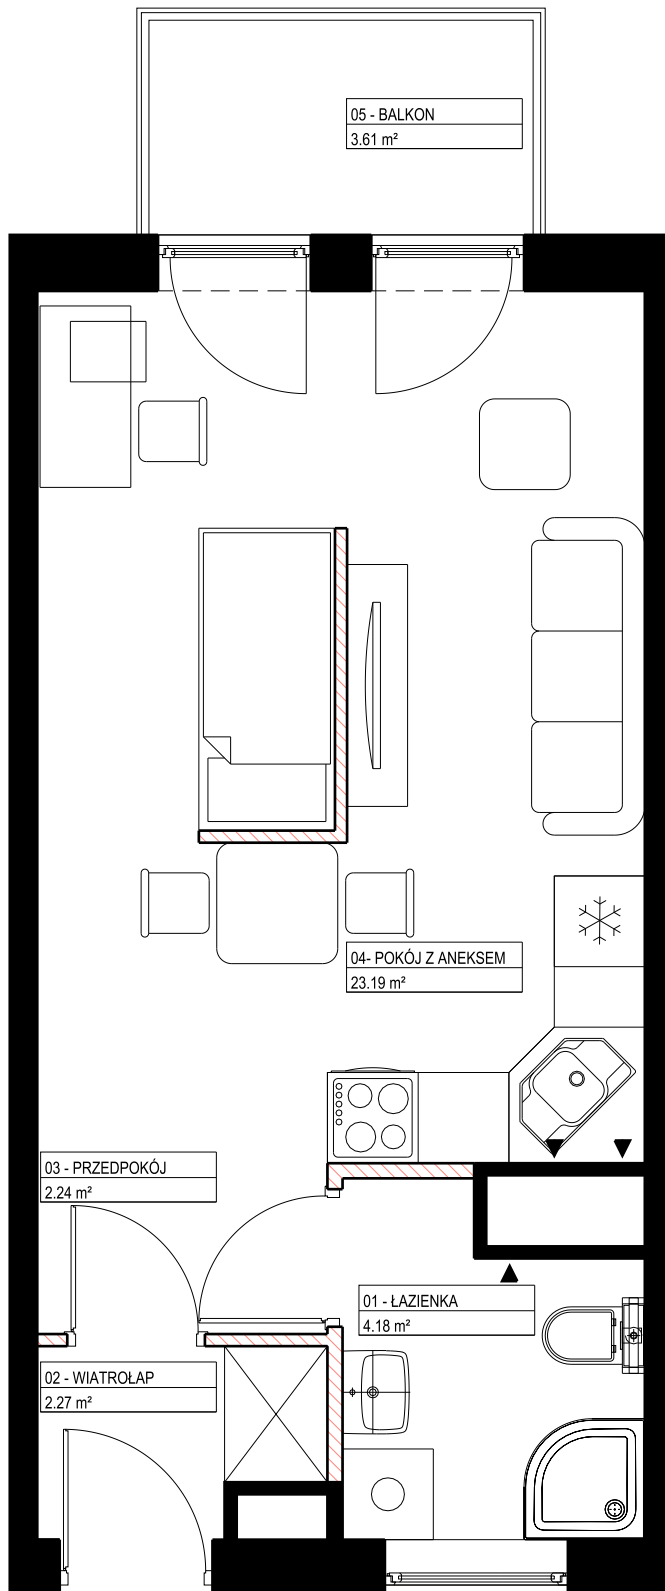 05 - BALKON
3.61 m²
04- POKÓJ Z ANEKSEM
23.19 m²
03 - PRZEDPOKÓJ
2.24 m²
01 - ŁAZIENKA
4.18 m²
02 - WIATROŁAP
2.27 m²